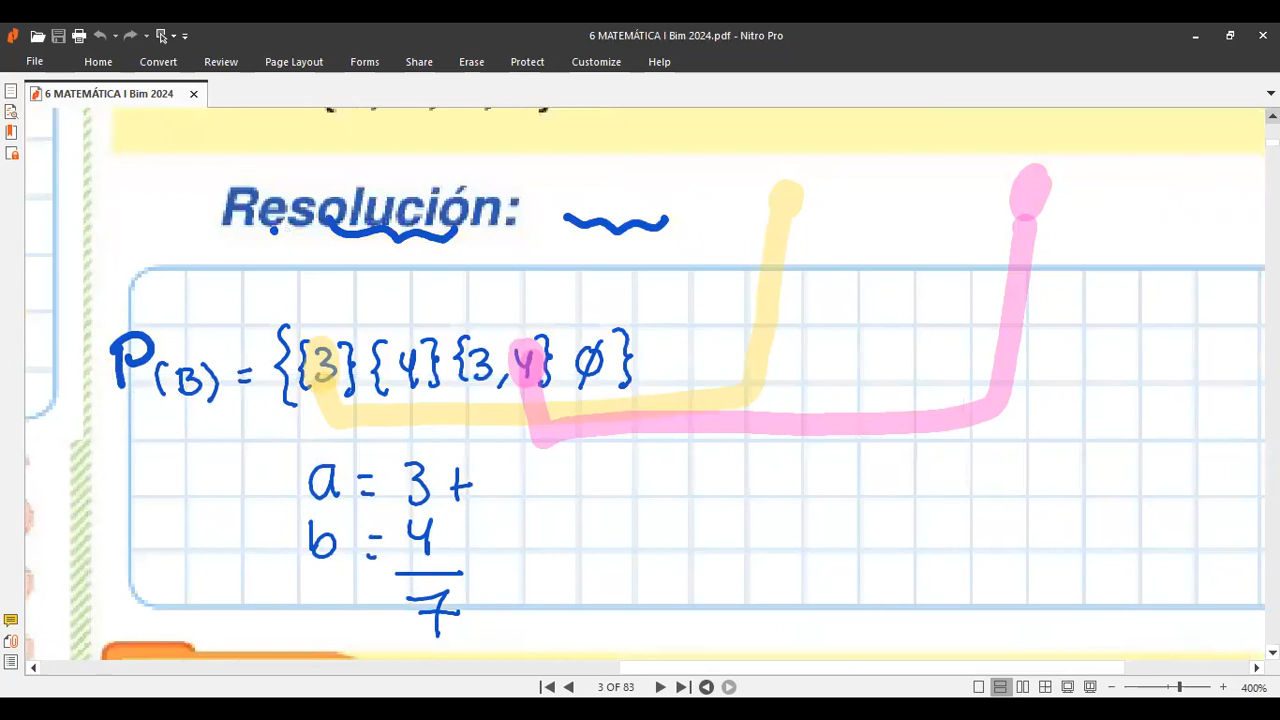 6 MATEMÁTICA I Bim 2024.pdf - Nitro Pro
File Home Convert Review Page Layout Forms Share Erase Protect Customize Help
6 MATEMÁTICA I Bim 2024
Resolución:
P(B) = {{3} {4} {3,4} ∅}
a = 3 +
b = 4
7
3 OF 83
400%